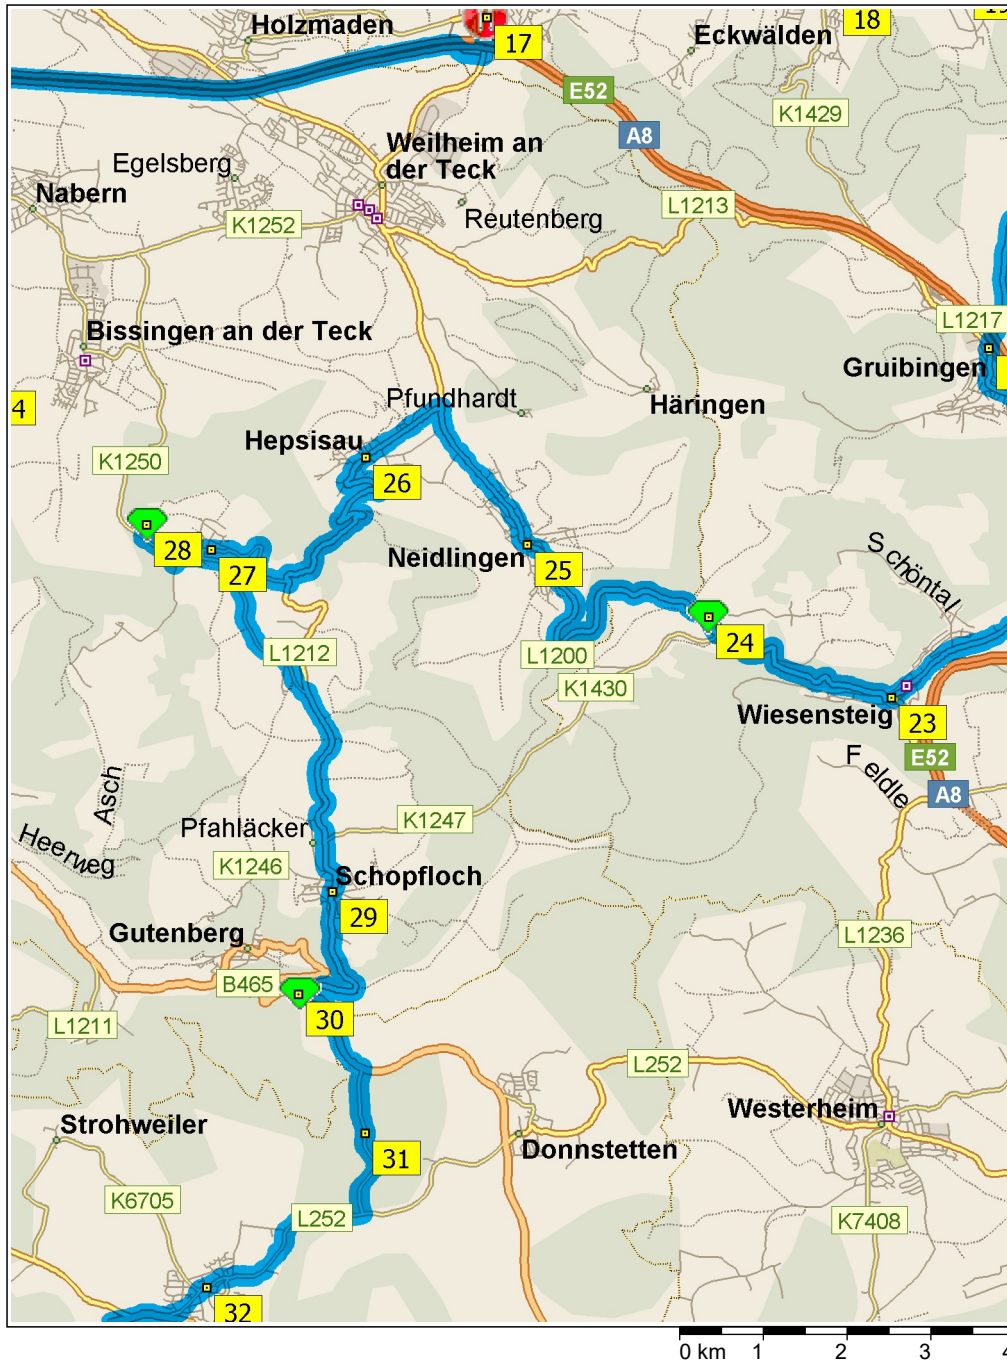 18
Holzmaden
17
Eckwälden
E52
K1429
A8
Weilheim an
der Teck
Egelsberg
Nabern
L1213
Reutenberg
K1252
L1217
Bissingen an der Teck
Gruibingen
Pfundhardt
Häringen
4
Hepsisau
K1250
26
Schöntal
28
27
Neidlingen
25
24
L1212
L1200
K1430
Wiesensteig
23
E52
Feldle
A8
Asch
Heerweg
Pfahläcker
K1247
K1246
Schopfloch
29
Gutenberg
L1236
B465
30
L1211
L252
Westerheim
Strohweiler
Donnstetten
31
K6705
L252
K7408
32
0 km 1 2 3 4